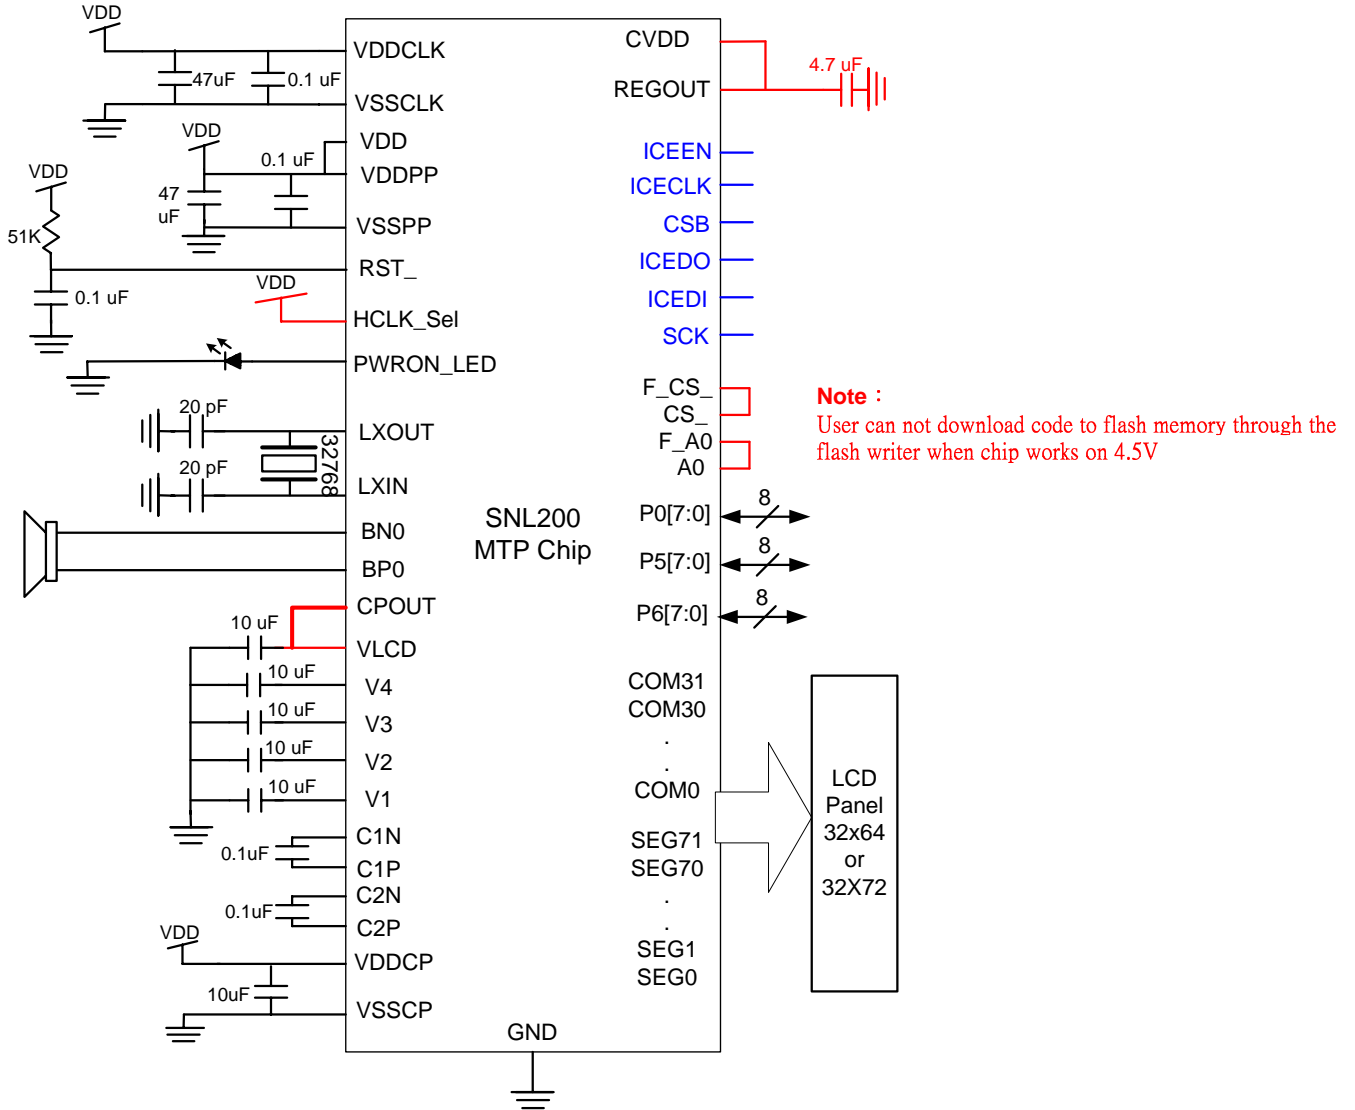 VDD
VDDCLK
47uF
0.1 uF
VSSCLK
VDD
VDD
0.1 uF
VDDPP
47
uF
VSSPP
VDD
51K
RST_
0.1 uF
VDD
HCLK_Sel
PWRON_LED
20 pF
LXOUT
32768
20 pF
LXIN
BN0
BP0
CPOUT
10 uF
VLCD
10 uF
V4
10 uF
V3
10 uF
V2
10 uF
V1
C1N
0.1uF
C1P
C2N
0.1uF
C2P
VDD
VDDCP
10uF
VSSCP
SNL200
MTP Chip
GND
CVDD
REGOUT
4.7 uF
ICEEN
ICECLK
CSB
ICEDO
ICEDI
SCK
F_CS_
CS_
F_A0
A0
Note :
User can not download code to flash memory through the
flash writer when chip works on 4.5V
P0[7:0]
8
P5[7:0]
8
P6[7:0]
8
COM31
COM30
.
.
COM0
SEG71
SEG70
.
.
SEG1
SEG0
LCD
Panel
32x64
or
32X72